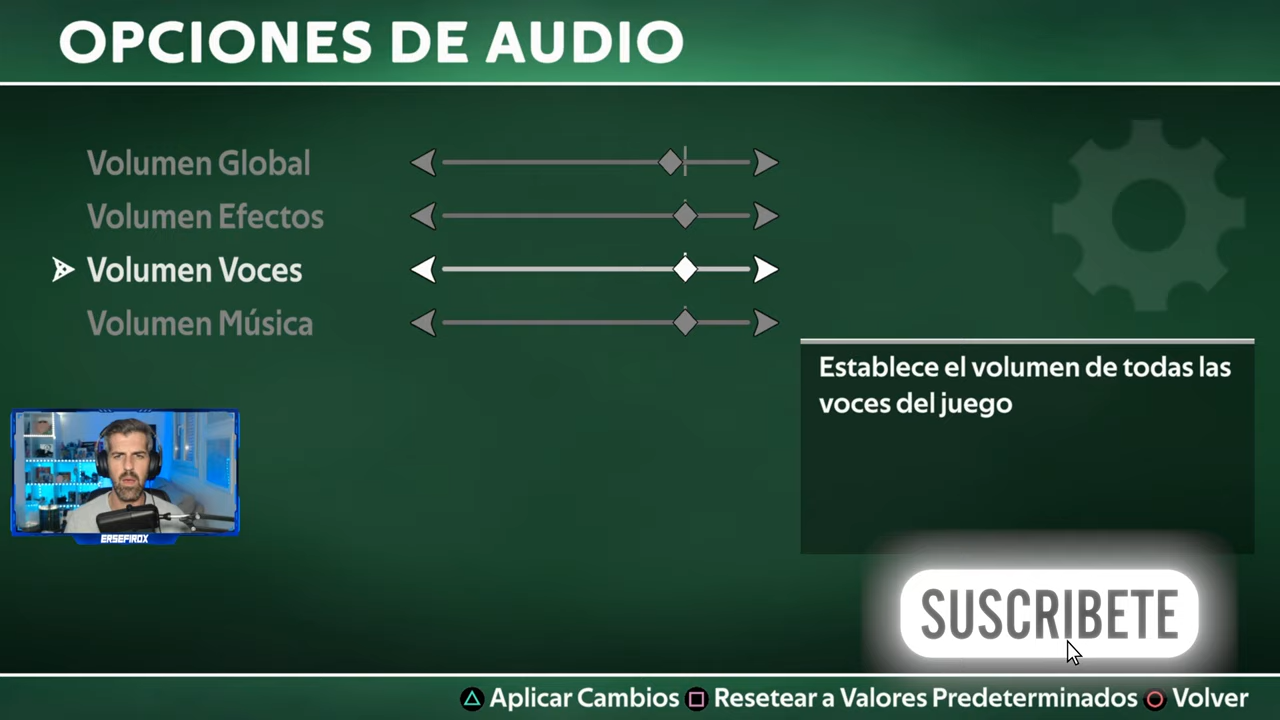 OPCIONES DE AUDIO
Volumen Global
Volumen Efectos
Volumen Voces
Volumen Música
Establece el volumen de todas las
voces del juego
ERSEFIROX
SUSCRIBETE
Aplicar Cambios Resetear a Valores Predeterminados Volver